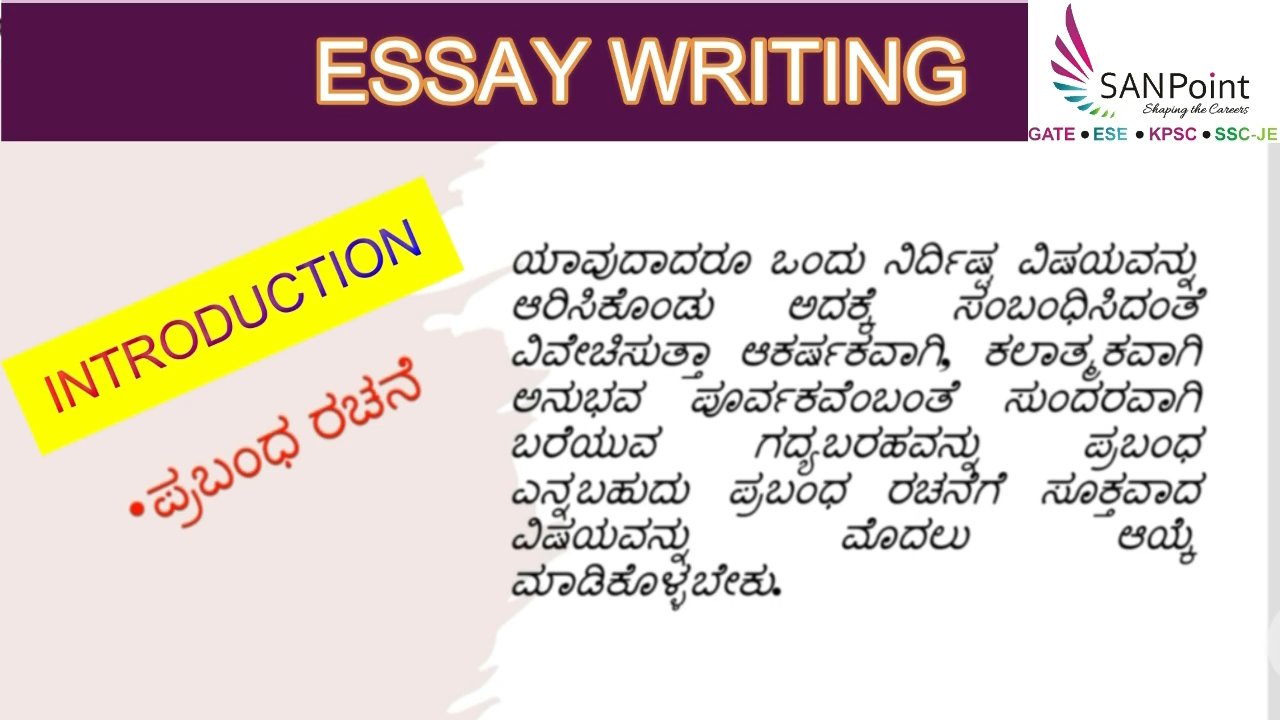 ESSAY WRITING
SANPoint
Shaping the Careers
GATE ● ESE ● KPSC ● SSC-JE
INTRODUCTION
•ಪ್ರಬಂಧ ರಚನೆ
ಯಾವುದಾದರೂ ಒಂದು ನಿರ್ದಿಷ್ಟ ವಿಷಯವನ್ನು
ಆರಿಸಿಕೊಂಡು ಅದಕ್ಕೆ ಸಂಬಂಧಿಸಿದಂತೆ
ವಿವೇಚಿಸುತ್ತಾ ಆಕರ್ಷಕವಾಗಿ, ಕಲಾತ್ಮಕವಾಗಿ
ಅನುಭವ ಪೂರ್ವಕವೆಂಬಂತೆ ಸುಂದರವಾಗಿ
ಬರೆಯುವ ಗದ್ಯಬರಹವನ್ನು ಪ್ರಬಂಧ
ಎನ್ನಬಹುದು ಪ್ರಬಂಧ ರಚನೆಗೆ ಸೂಕ್ತವಾದ
ವಿಷಯವನ್ನು ಮೊದಲು ಆಯ್ಕೆ
ಮಾಡಿಕೊಳ್ಳಬೇಕು.